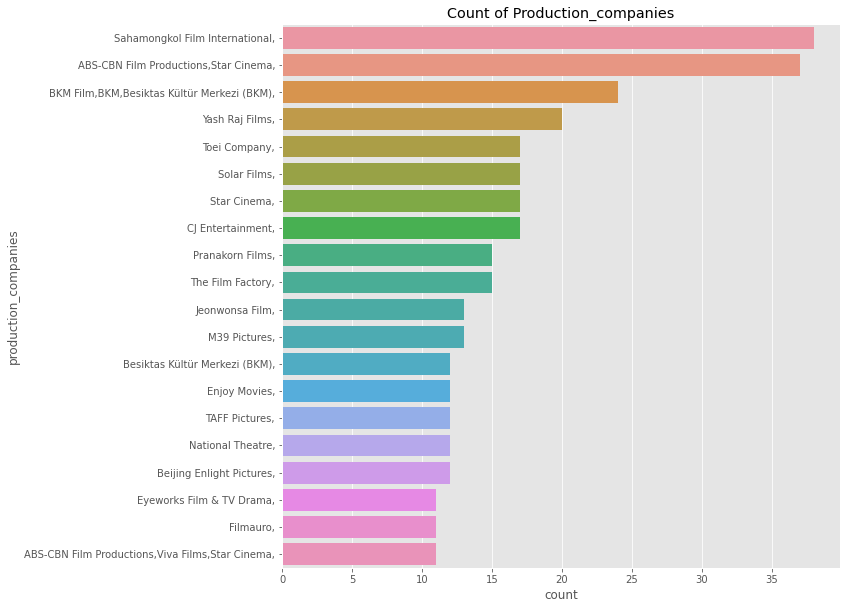 Count of Production_companies
Sahamongkol Film International,
ABS-CBN Film Productions,Star Cinema,
BKM Film,BKM,Besiktas Kültür Merkezi (BKM),
Yash Raj Films,
Toei Company,
Solar Films,
Star Cinema,
CJ Entertainment,
Pranakorn Films,
The Film Factory,
Jeonwonsa Film,
M39 Pictures,
Besiktas Kültür Merkezi (BKM),
Enjoy Movies,
TAFF Pictures,
National Theatre,
Beijing Enlight Pictures,
Eyeworks Film & TV Drama,
Filmauro,
ABS-CBN Film Productions,Viva Films,Star Cinema,
production_companies
0 5 10 15 20 25 30 35
count